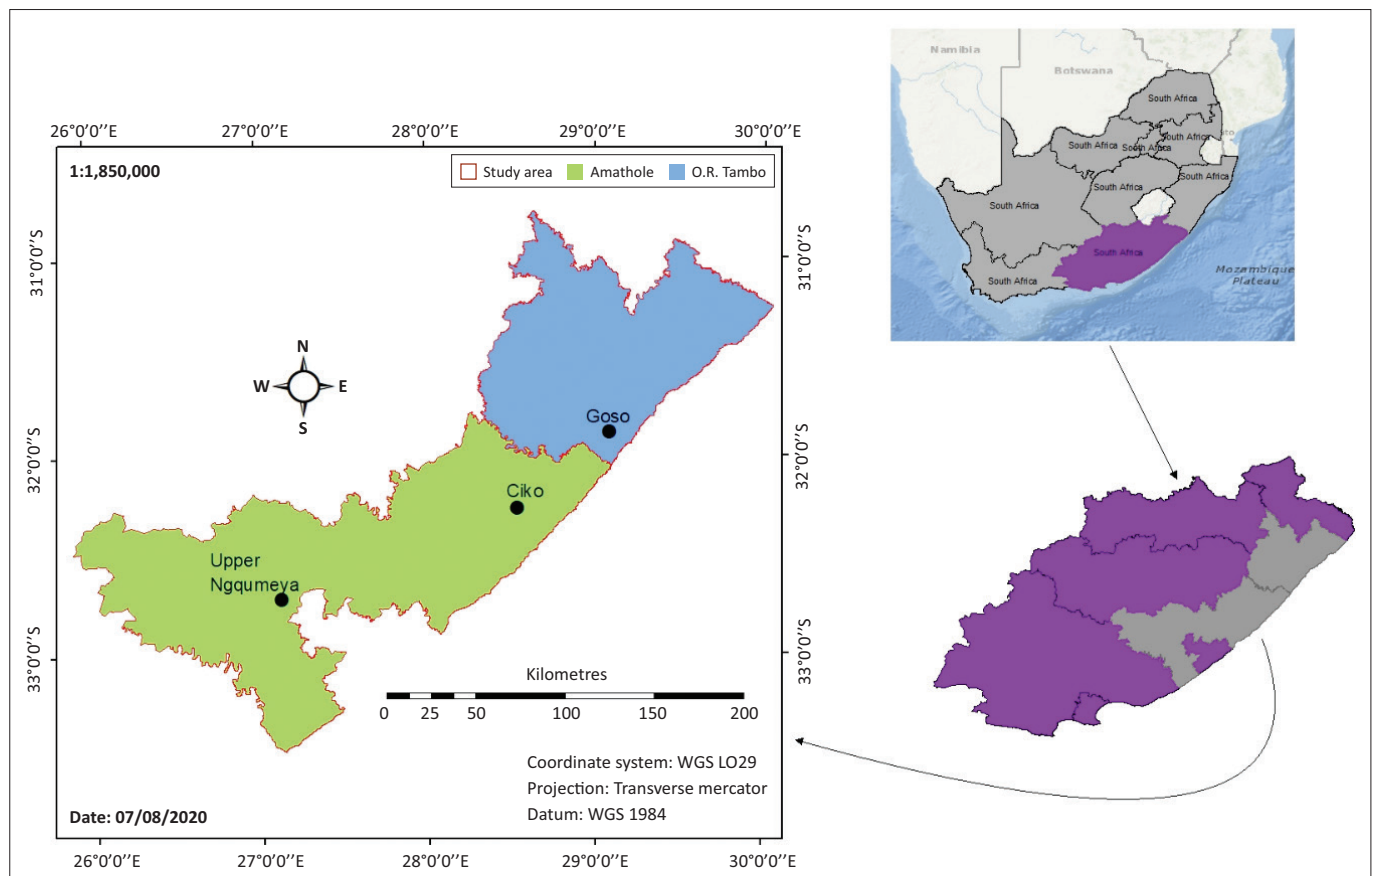 26°0′0′′E 27°0′0′′E 28°0′0′′E 29°0′0′′E 30°0′0′′E
1:1,850,000
Study area Amathole O.R. Tambo
31°0′0′′S
32°0′0′′S
33°0′0′′S
N
W E
S
Goso
Ciko
Upper
Ngqumeya
Kilometres
0 25 50 100 150 200
Coordinate system: WGS LO29
Projection: Transverse mercator
Datum: WGS 1984
Date: 07/08/2020
31°0′0′′S
32°0′0′′S
33°0′0′′S
26°0′0′′E 27°0′0′′E 28°0′0′′E 29°0′0′′E 30°0′0′′E
Namibia
Botswana
South Africa
South Africa
South Africa
South Africa
South Africa
South Africa
South Africa
South Africa
South Africa
Mozambique
Plateau